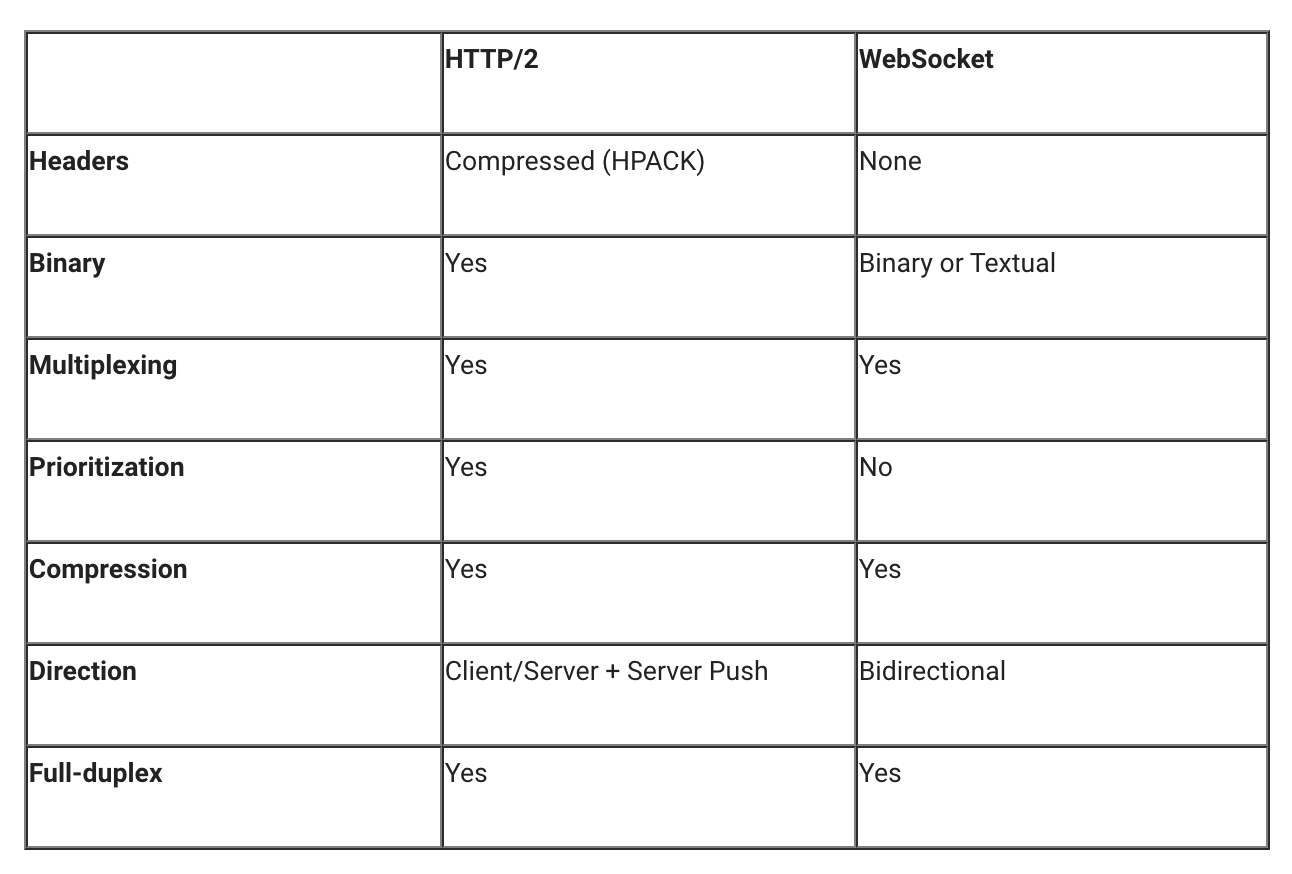 HTTP/2 WebSocket
Headers Compressed (HPACK) None
Binary Yes Binary or Textual
Multiplexing Yes Yes
Prioritization Yes No
Compression Yes Yes
Direction Client/Server + Server Push Bidirectional
Full-duplex Yes Yes